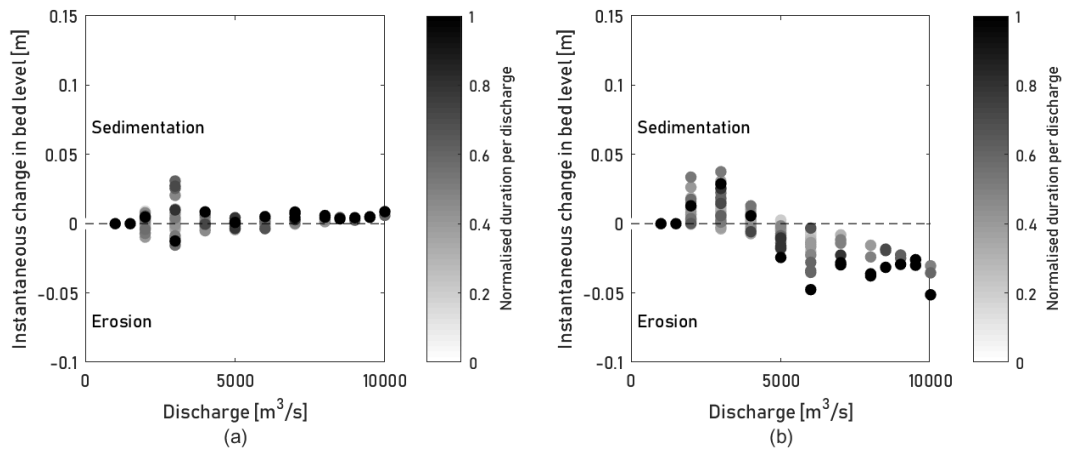 0.15
0.1
0.05
0
-0.05
-0.1
Instantaneous change in bed level [m]
Sedimentation
Erosion
0
5000
10000
Discharge [m³/s]
(a)
1
0.8
0.6
0.4
0.2
0
Normalised duration per discharge
0.15
0.1
0.05
0
-0.05
-0.1
Instantaneous change in bed level [m]
Sedimentation
Erosion
0
5000
10000
Discharge [m³/s]
(b)
1
0.8
0.6
0.4
0.2
0
Normalised duration per discharge